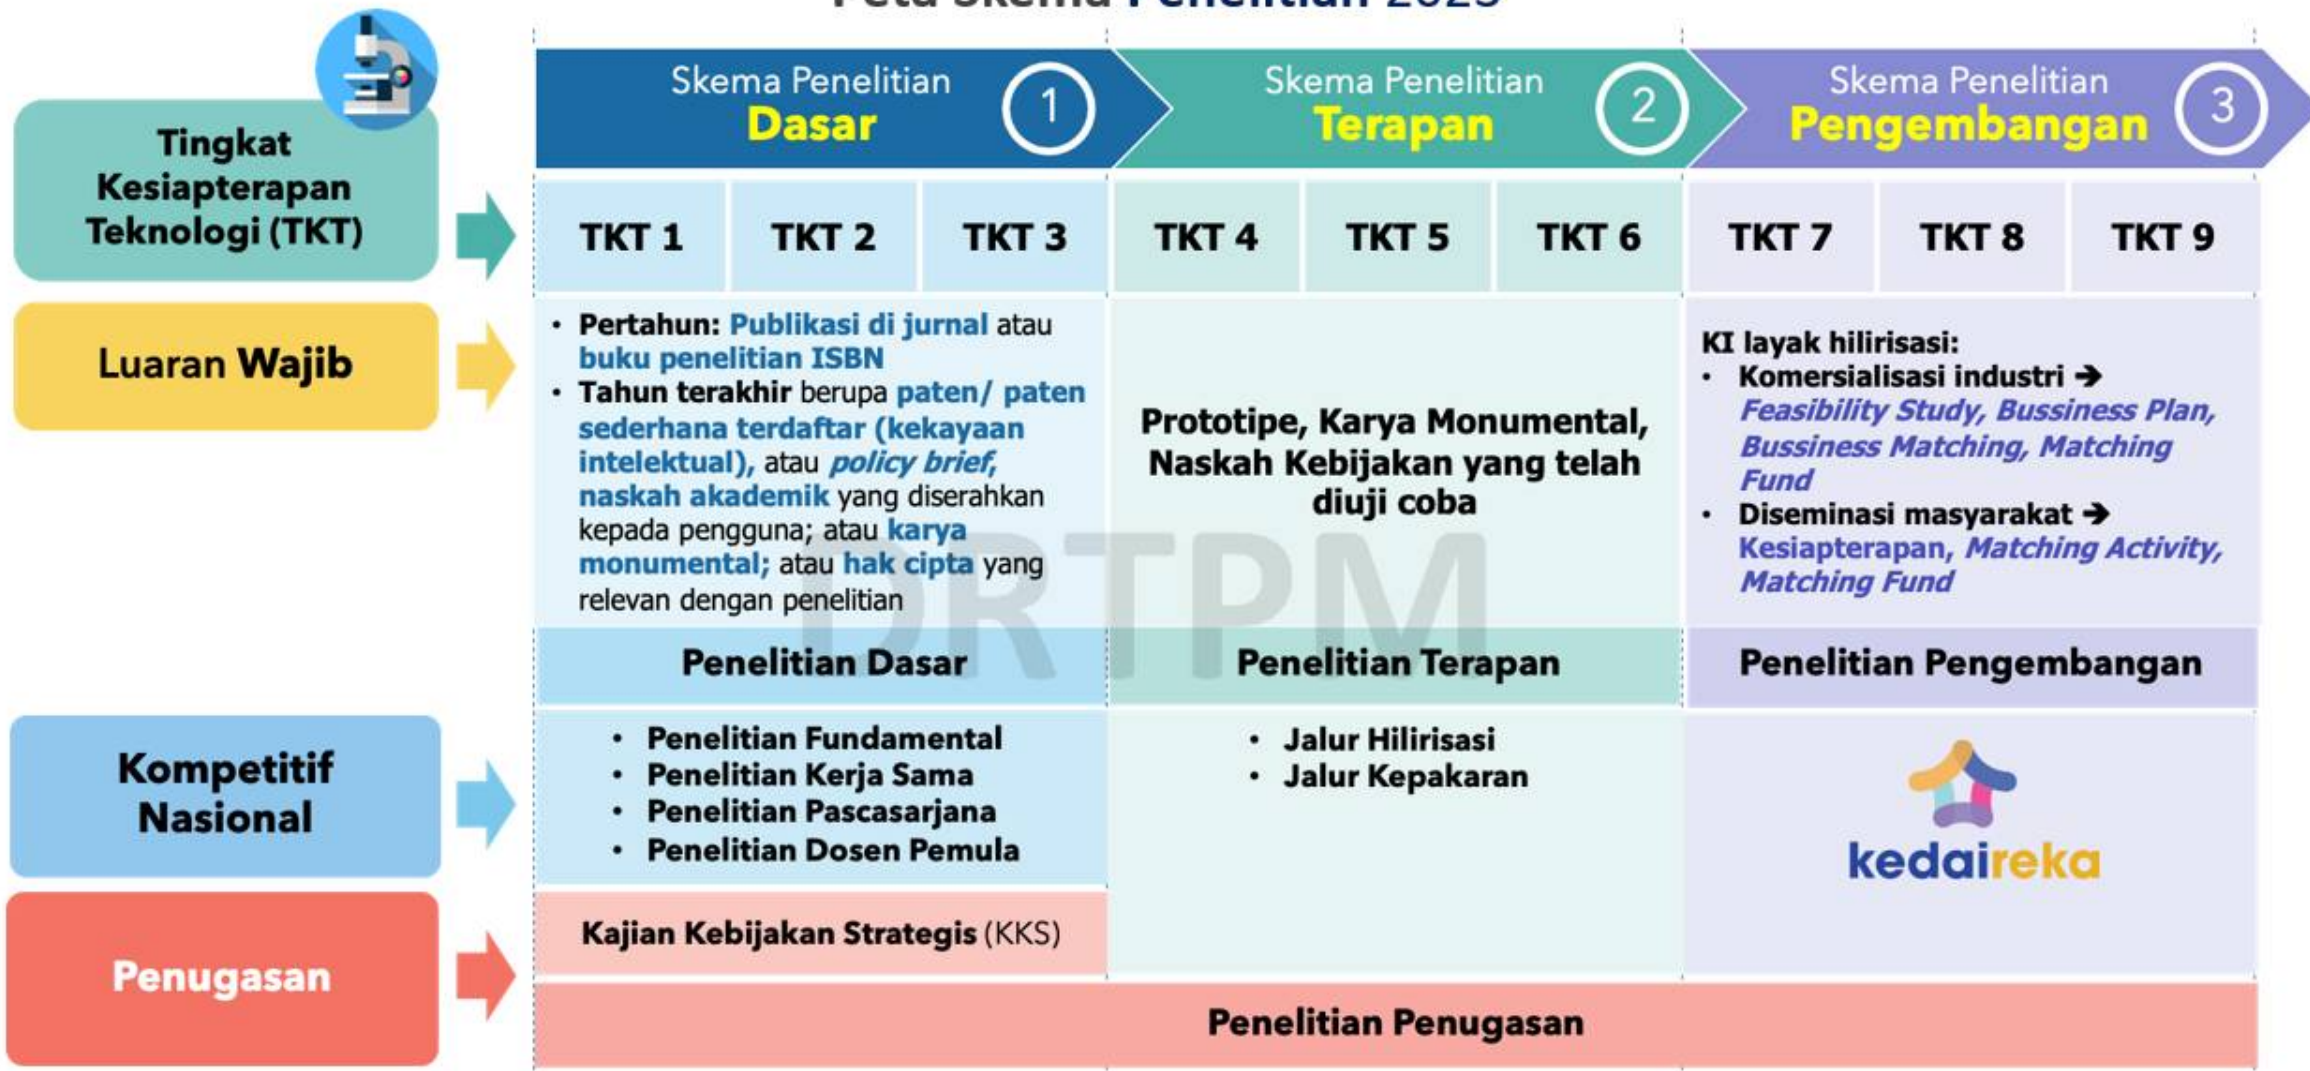 Peta Skema Penelitian 2023
Skema Penelitian
Dasar
1
Skema Penelitian
Terapan
2
Skema Penelitian
Pengembangan
3
Tingkat
Kesiapterapan
Teknologi (TKT)
TKT 1
TKT 2
TKT 3
TKT 4
TKT 5
TKT 6
TKT 7
TKT 8
TKT 9
Luaran Wajib
• Pertahun: Publikasi di jurnal atau
buku penelitian ISBN
• Tahun terakhir berupa paten/ paten
sederhana terdaftar (kekayaan
intelektual), atau policy brief,
naskah akademik yang diserahkan
kepada pengguna; atau karya
monumental; atau hak cipta yang
relevan dengan penelitian
Prototipe, Karya Monumental,
Naskah Kebijakan yang telah
diuji coba
KI layak hilirisasi:
• Komersialisasi industri ➔
Feasibility Study, Bussiness Plan,
Bussiness Matching, Matching
Fund
• Diseminasi masyarakat ➔
Kesiapterapan, Matching Activity,
Matching Fund
DRTPM
Penelitian Dasar
Penelitian Terapan
Penelitian Pengembangan
Kompetitif
Nasional
• Penelitian Fundamental
• Penelitian Kerja Sama
• Penelitian Pascasarjana
• Penelitian Dosen Pemula
• Jalur Hilirisasi
• Jalur Kepakaran
kedaireka
Penugasan
Kajian Kebijakan Strategis (KKS)
Penelitian Penugasan